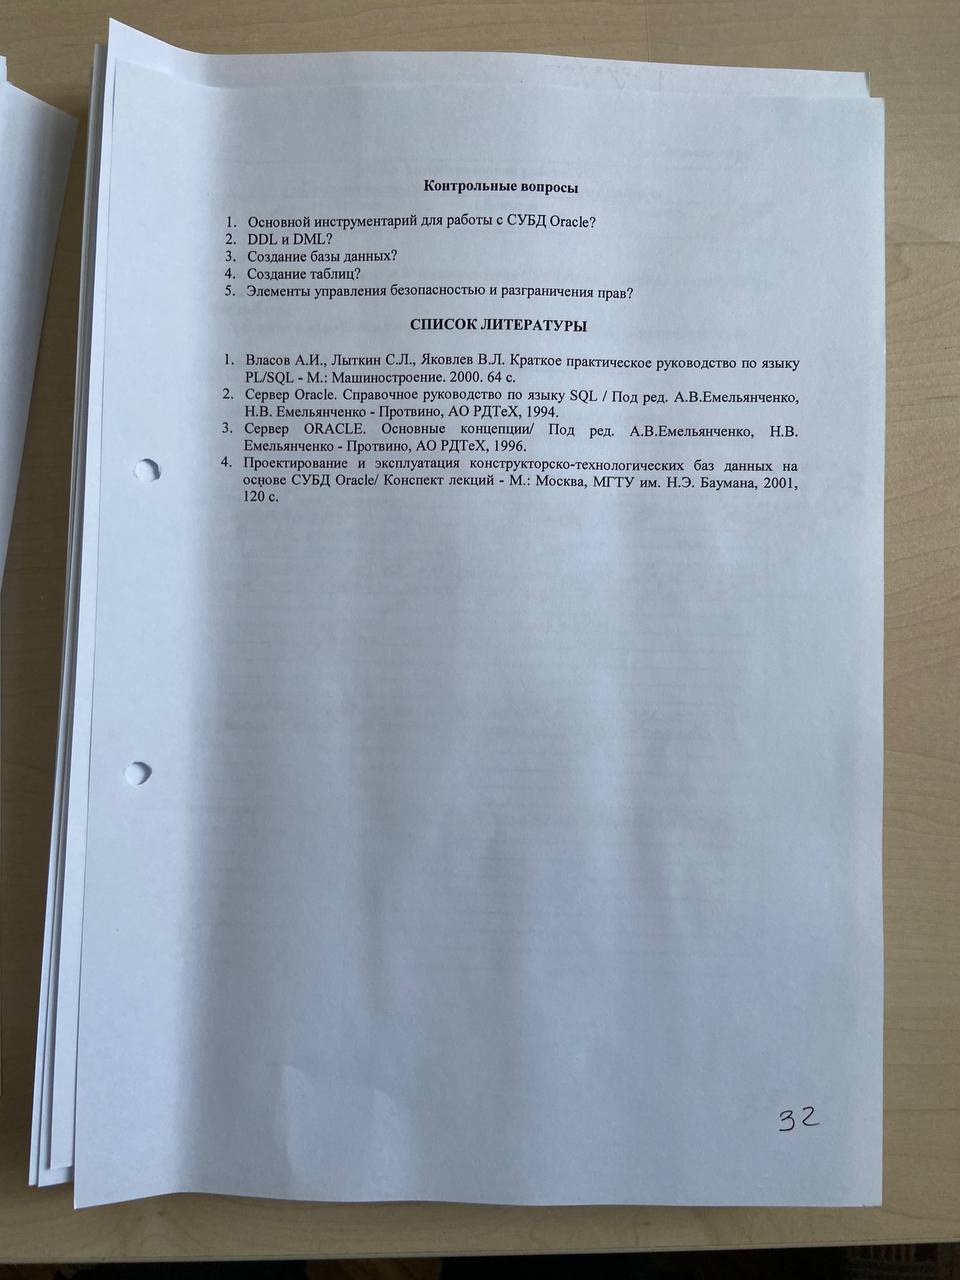 Контрольные вопросы
1. Основной инструментарий для работы с СУБД Oracle?
2. DDL и DML?
3. Создание базы данных?
4. Создание таблиц?
5. Элементы управления безопасностью и разграничения прав?
СПИСОК ЛИТЕРАТУРЫ
1. Власов А.И., Лыткин С.Л., Яковлев В.Л. Краткое практическое руководство по языку
PL/SQL - М.: Машиностроение. 2000. 64 с.
2. Сервер Oracle. Справочное руководство по языку SQL / Под ред. А.В.Емельянченко,
Н.В. Емельянченко - Протвино, АО РДТеХ, 1994.
3. Сервер ORACLE. Основные концепции/ Под ред. А.В.Емельянченко, Н.В.
Емельянченко - Протвино, АО РДТеХ, 1996.
4. Проектирование и эксплуатация конструкторско-технологических баз данных на
основе СУБД Oracle/ Конспект лекций - М.: Москва, МГТУ им. Н.Э. Баумана, 2001,
120 с.
32